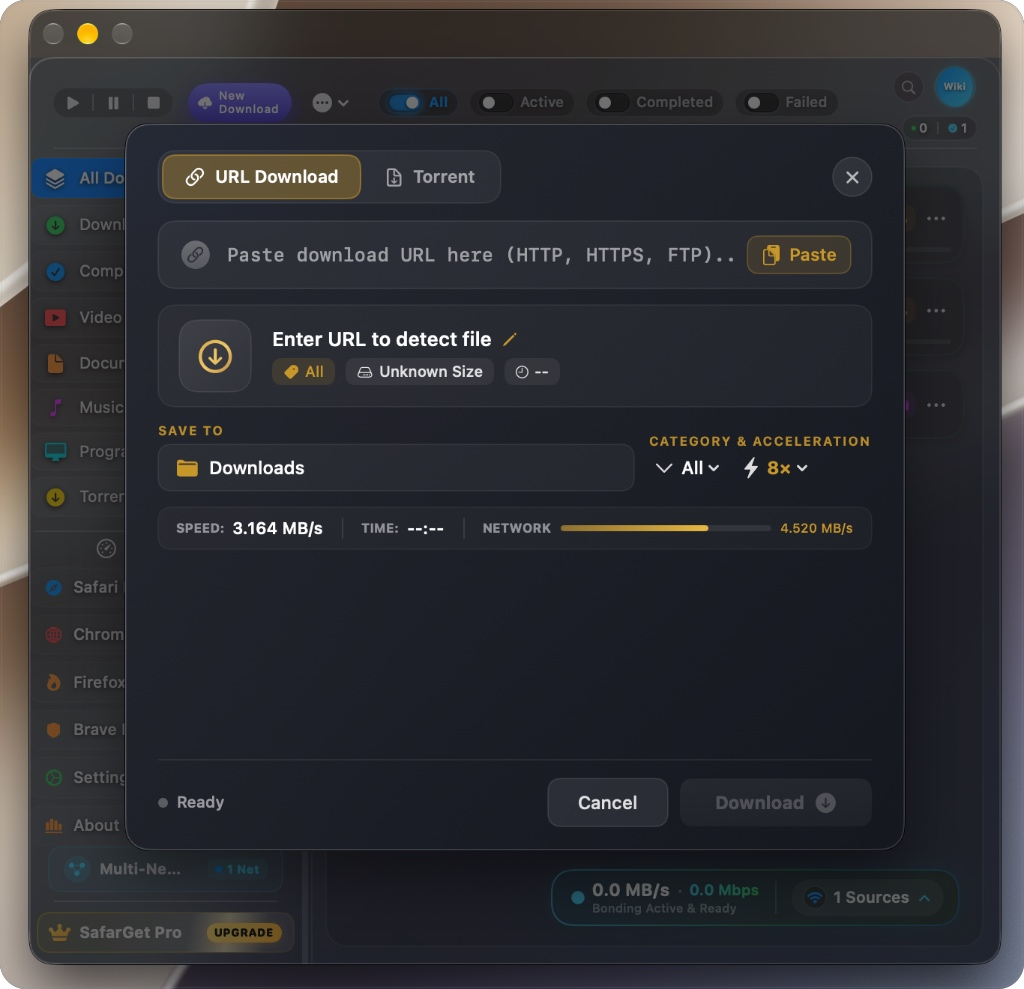 New
Download
All
Active
Completed
Failed
Wiki
0
1
URL Download
Torrent
Paste download URL here (HTTP, HTTPS, FTP)..
Paste
Enter URL to detect file
All
Unknown Size
--
SAVE TO
Downloads
CATEGORY & ACCELERATION
All
8×
SPEED: 3.164 MB/s
TIME: --:--
NETWORK
4.520 MB/s
Ready
Cancel
Download
All Do
Downl
Comp
Video
Docur
Music
Progra
Torrer
Safari
Chrom
Firefox
Brave
Setting
About
Multi-Ne...
1 Net
SafarGet Pro
UPGRADE
0.0 MB/s · 0.0 Mbps
Bonding Active & Ready
1 Sources